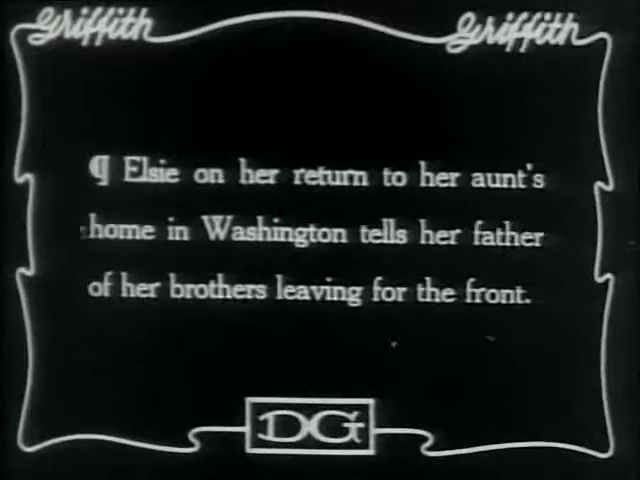 Griffith Griffith
¶ Elsie on her return to her aunt's
home in Washington tells her father
of her brothers leaving for the front.
DG